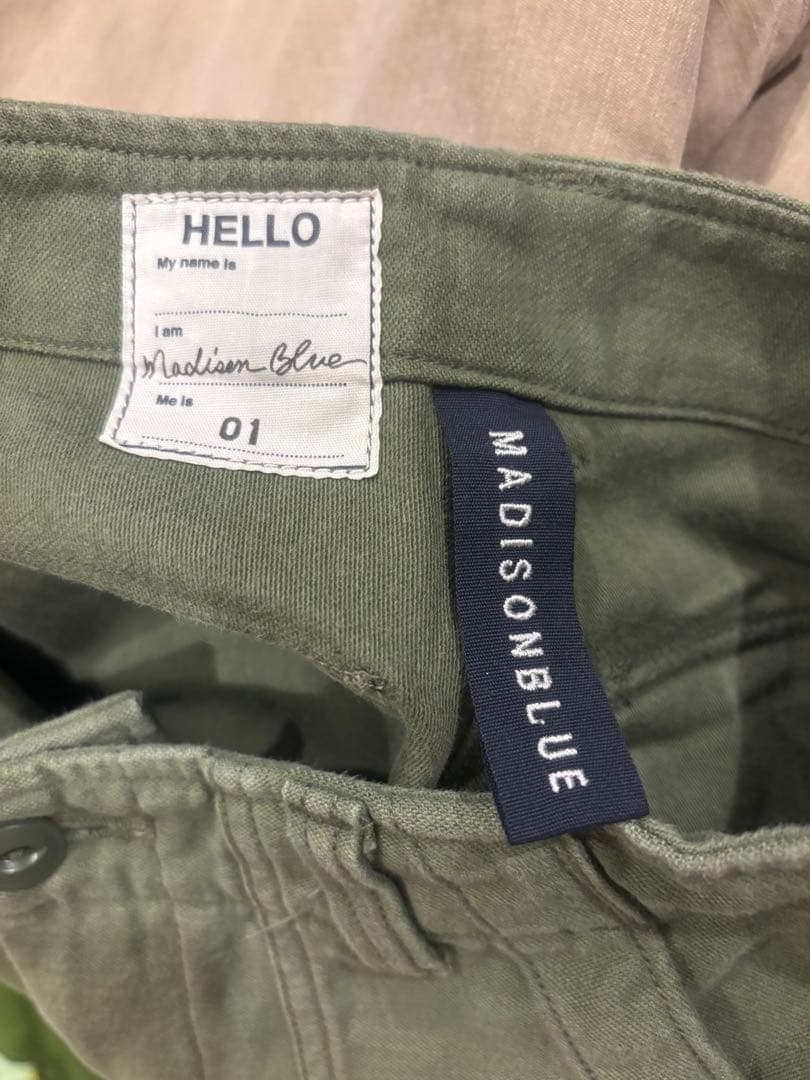 HELLO
My name is
I am
Madison Blue
Me is
01
MADISONBLUE